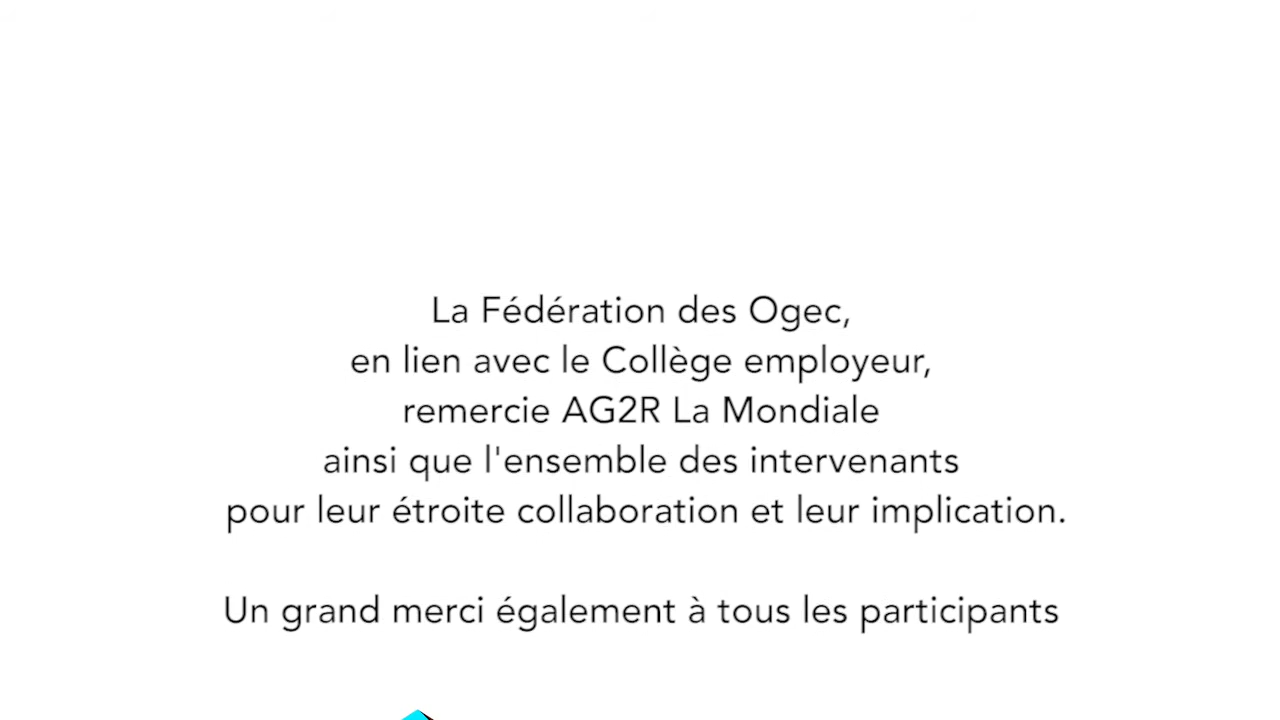 La Fédération des Ogec,
en lien avec le Collège employeur,
remercie AG2R La Mondiale
ainsi que l'ensemble des intervenants
pour leur étroite collaboration et leur implication.
Un grand merci également à tous les participants